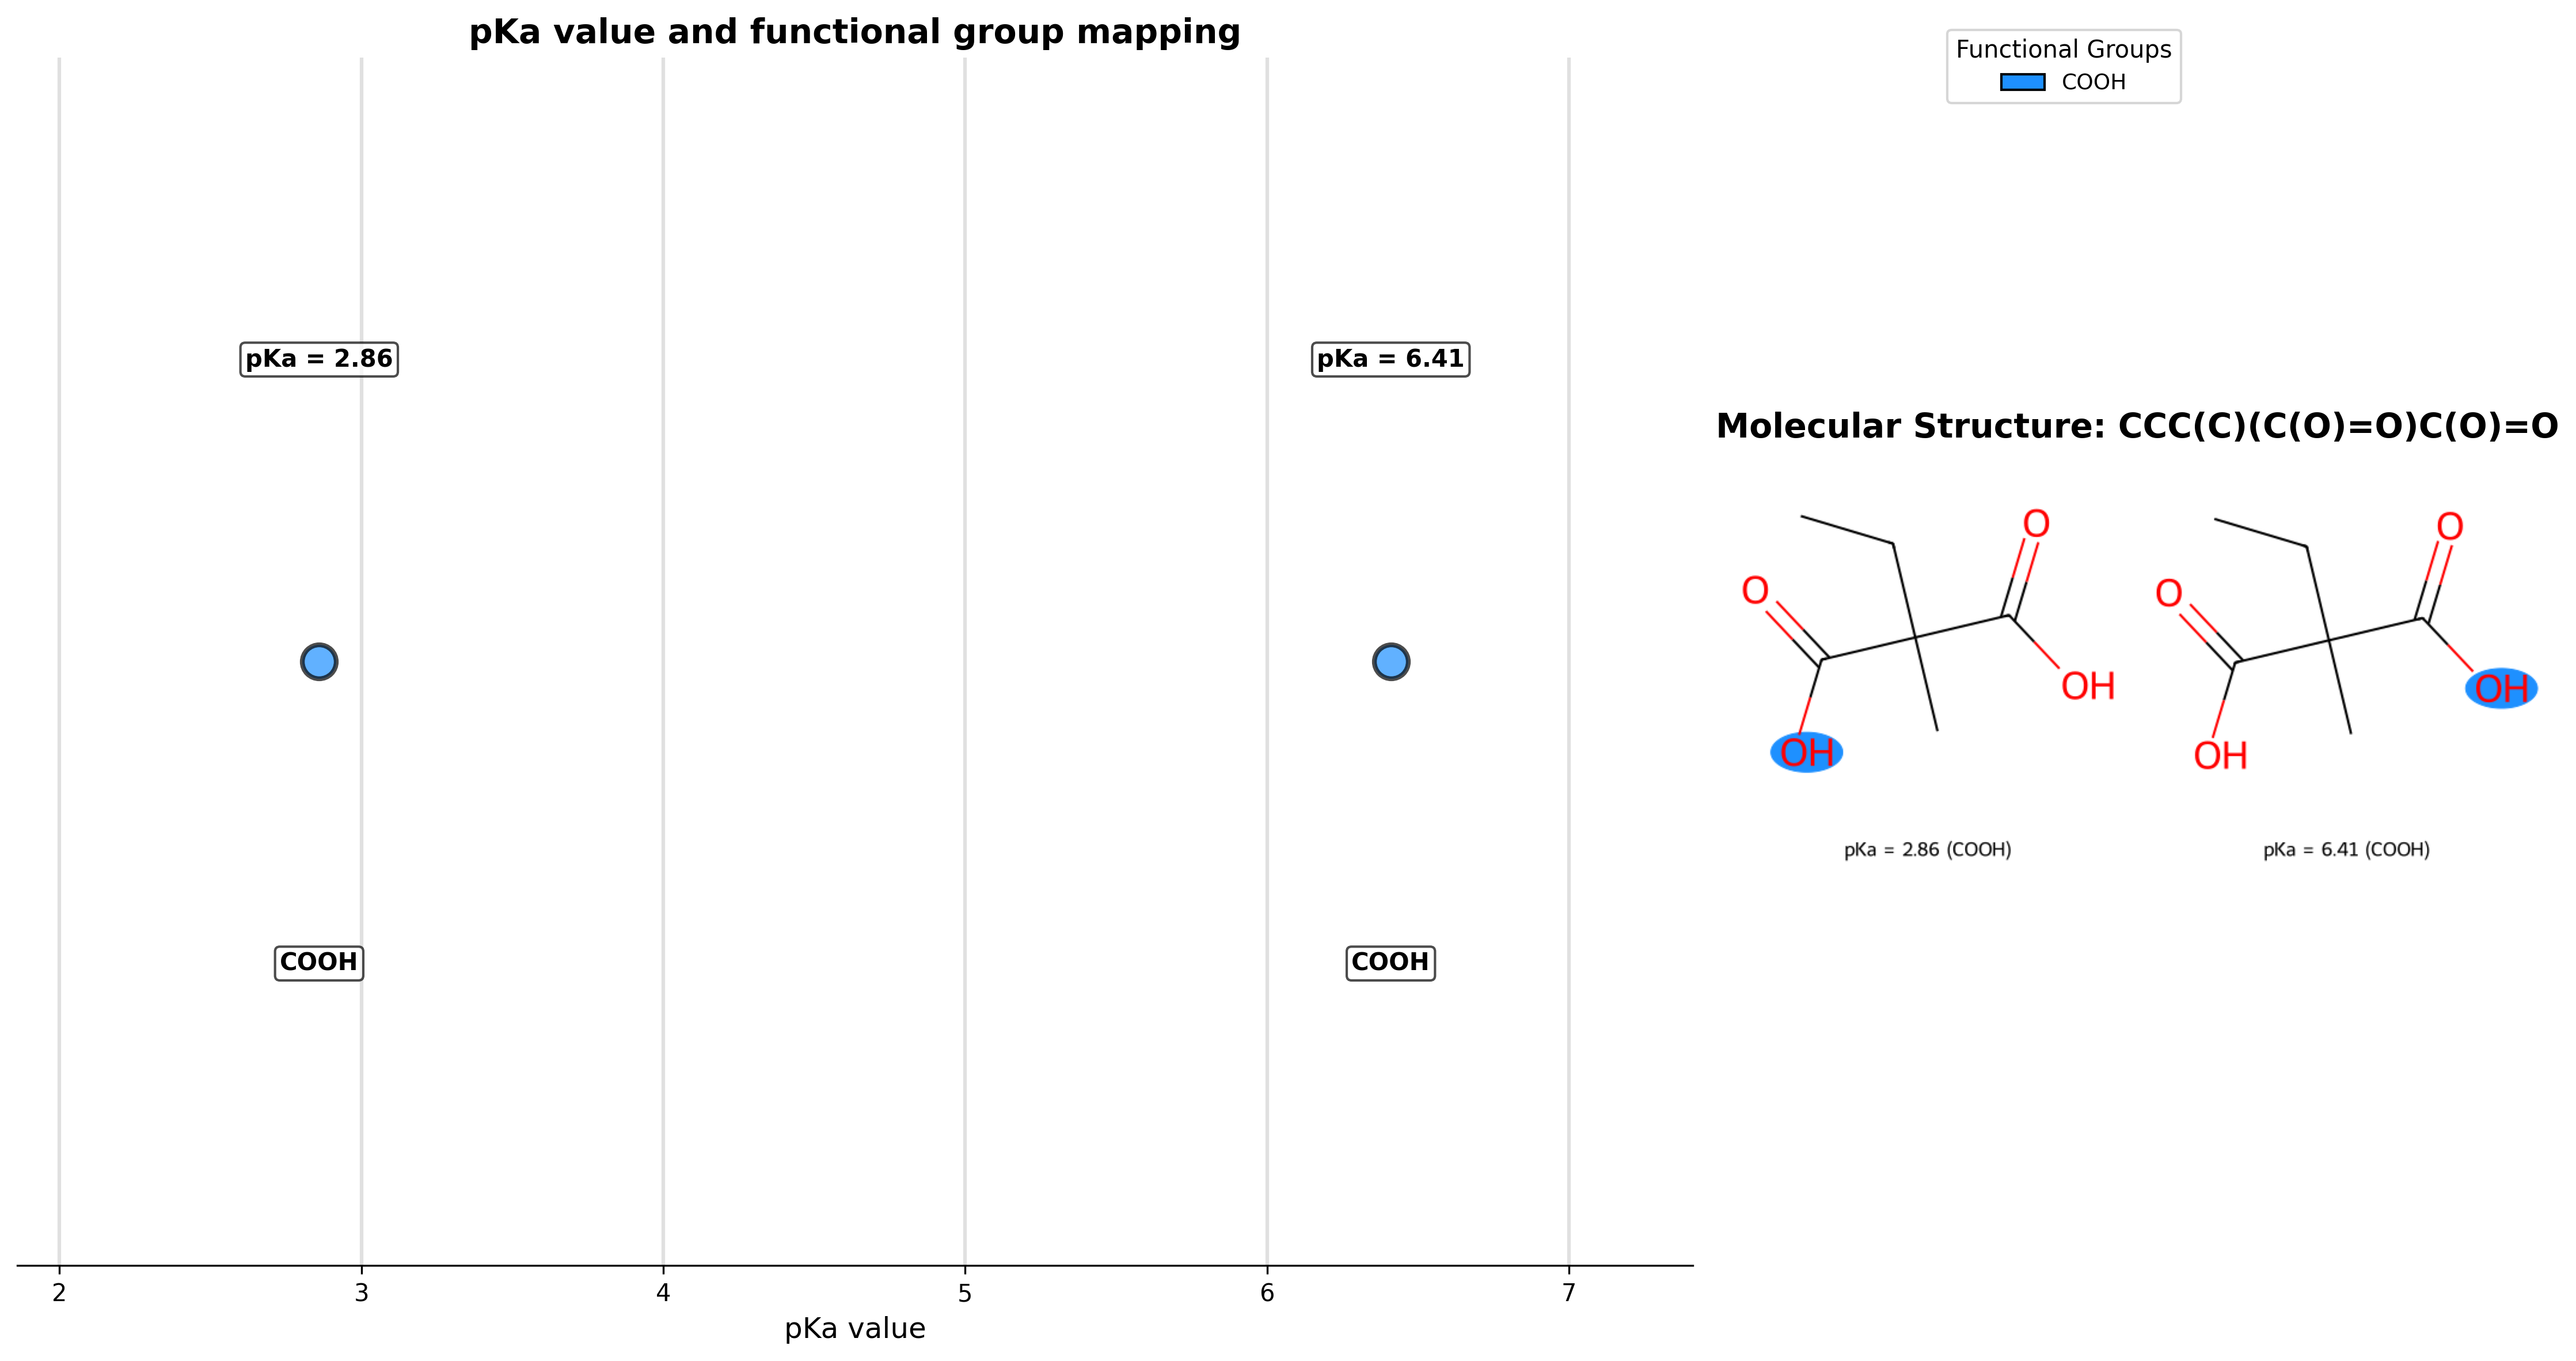 pKa value and functional group mapping
pKa = 2.86
pKa = 6.41
COOH
COOH
2
3
4
5
6
7
pKa value
Functional Groups
COOH
Molecular Structure: CCC(C)(C(O)=O)C(O)=O
O
O
OH
OH
pKa = 2.86 (COOH)
O
O
OH
OH
pKa = 6.41 (COOH)